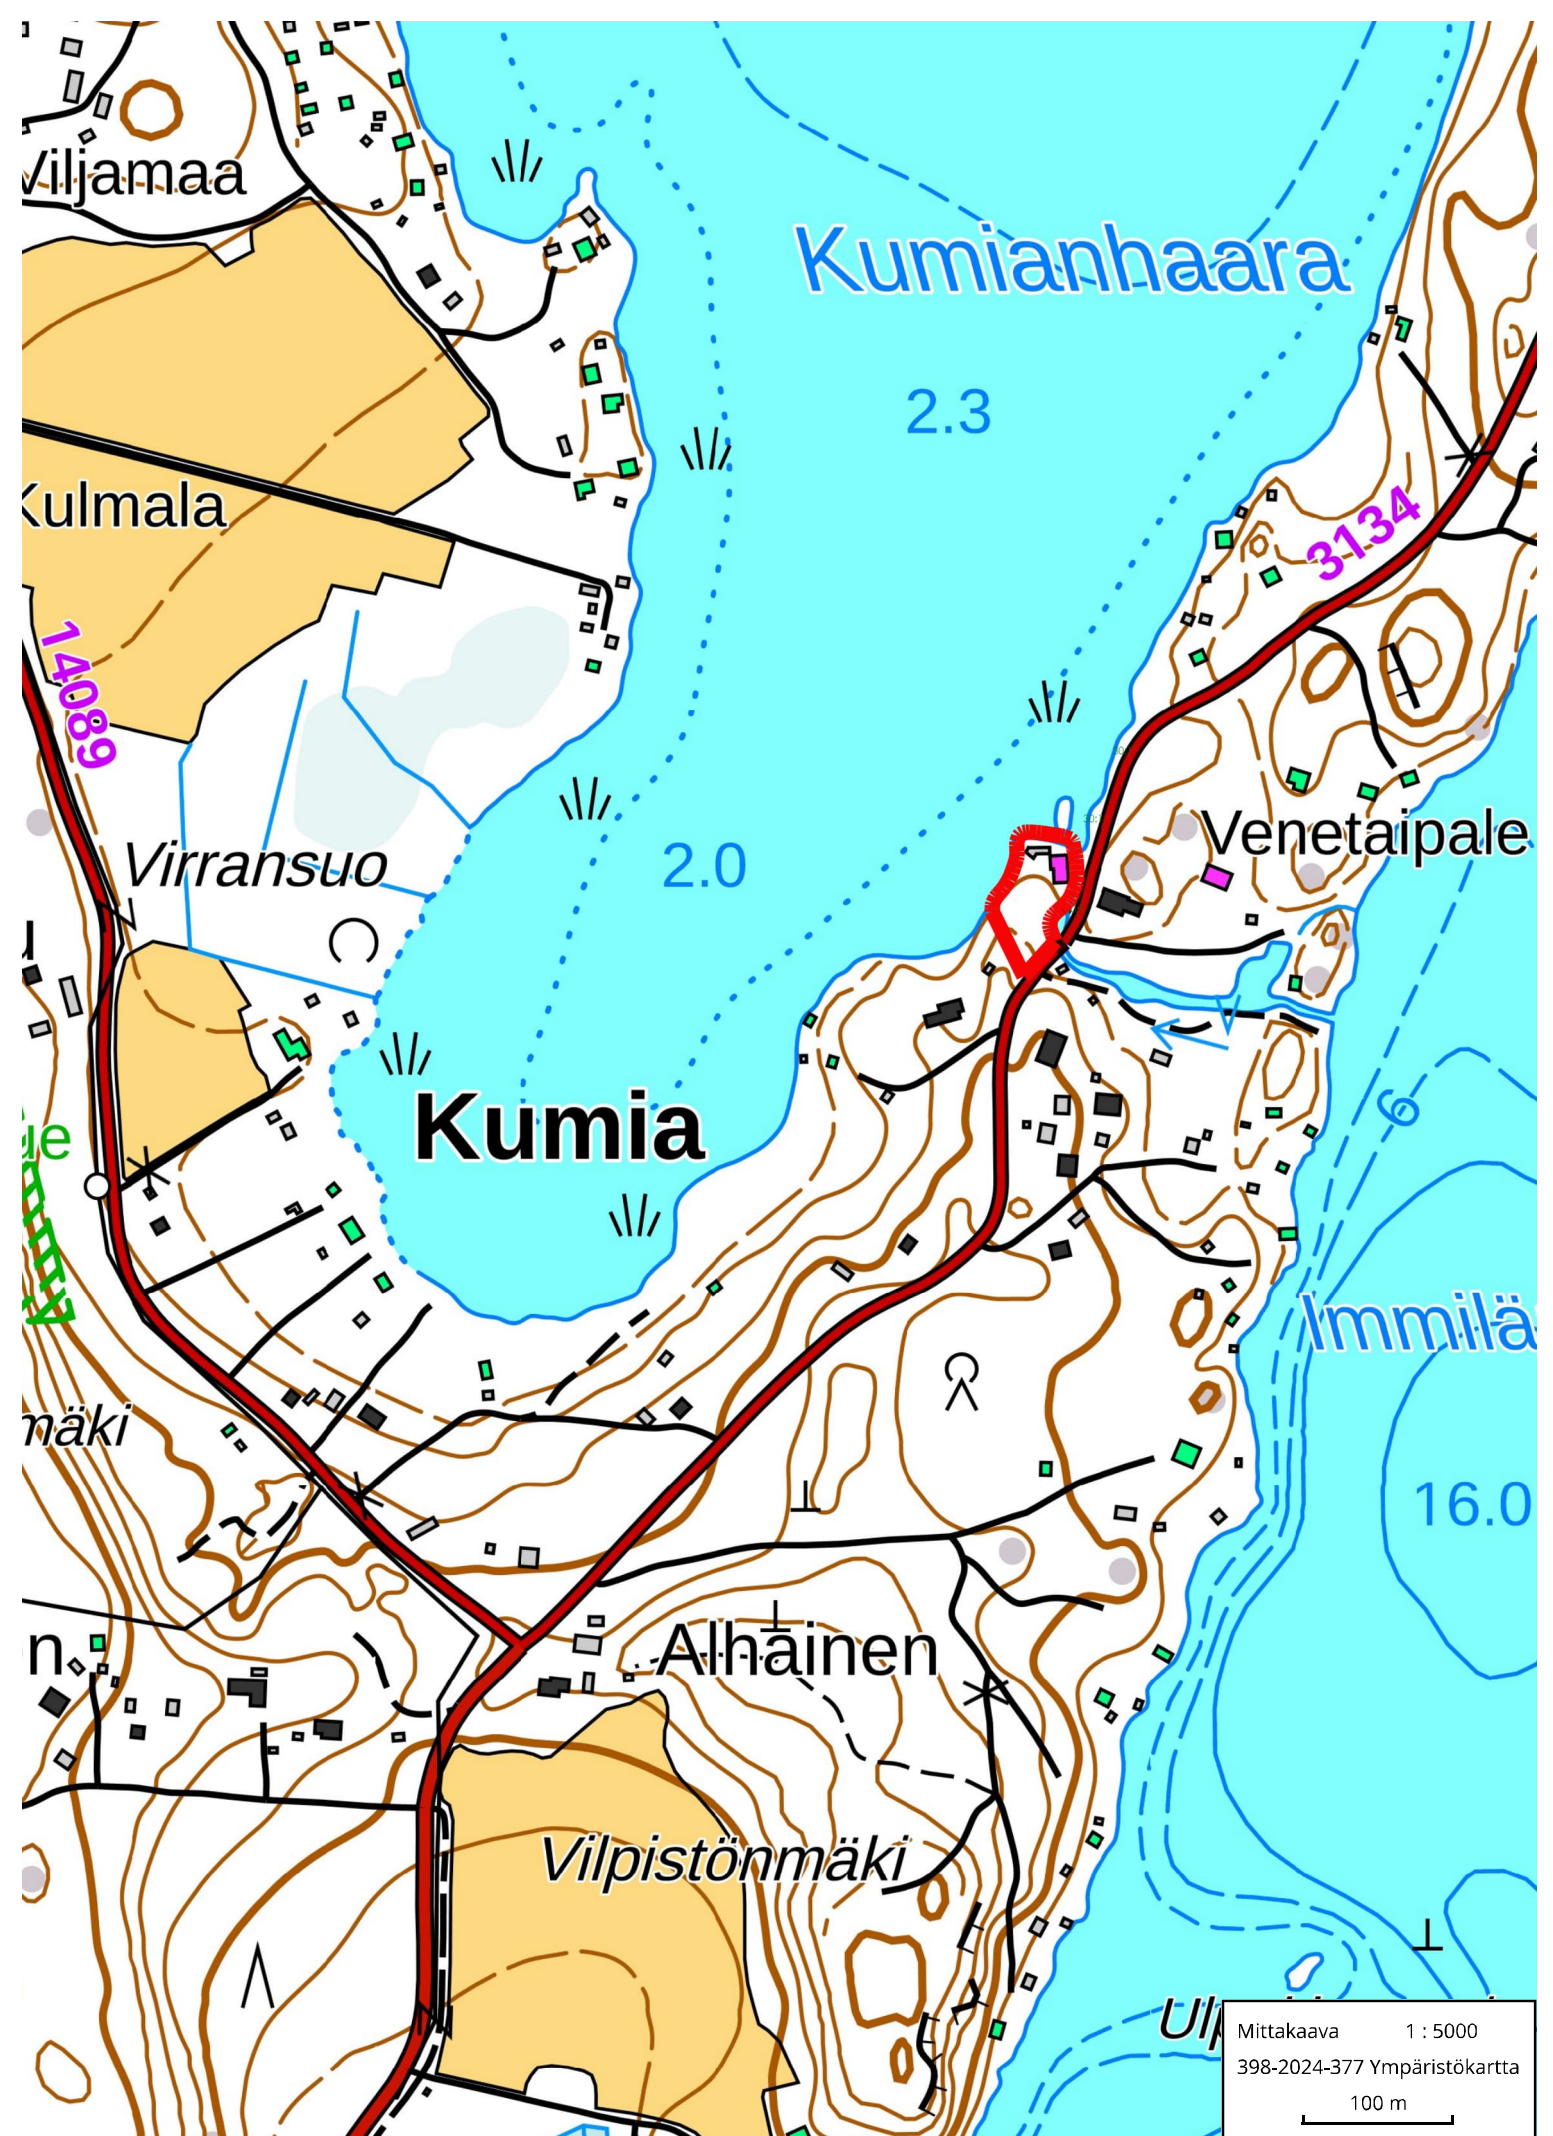 Viljamaa
Kumianhaara
2.3
Kulmala
3134
14089
Venetaipale
Virransuo
2.0
Kumia
6
Immilä
mäki
16.0
Alhainen
n
Vilpistönmäki
Mittakaava 1 : 5000
398-2024-377 Ympäristökartta
100 m